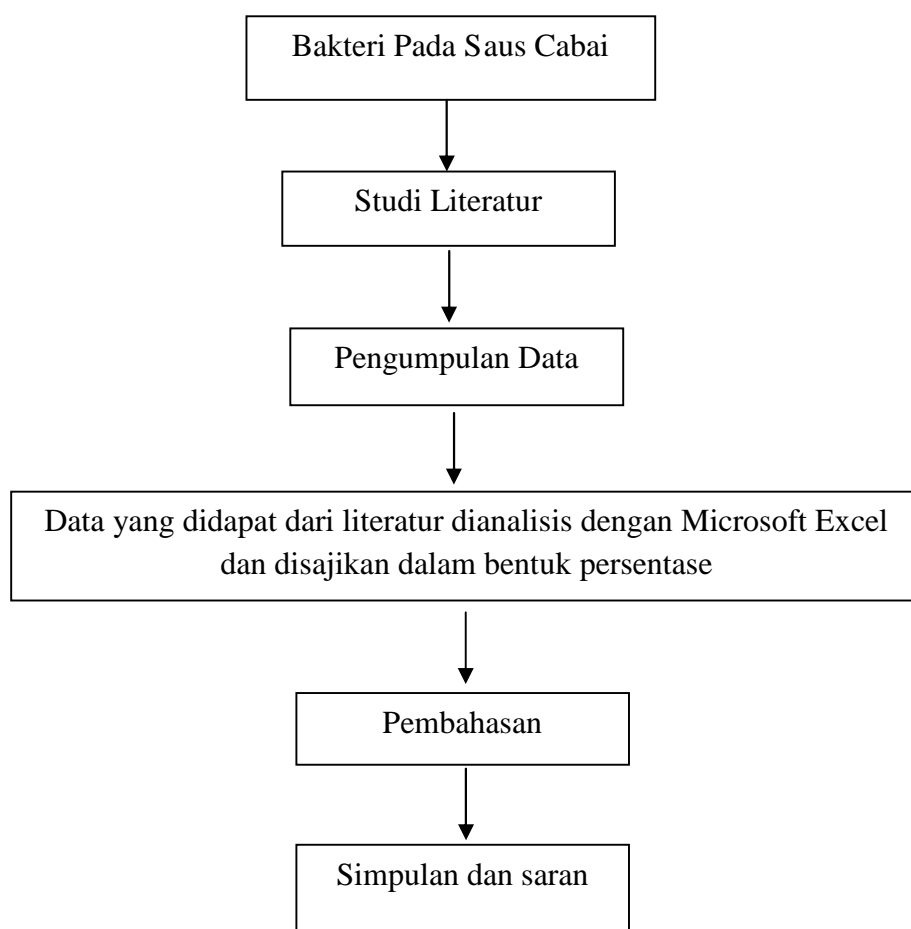 Bakteri Pada Saus Cabai
Studi Literatur
Pengumpulan Data
Data yang didapat dari literatur dianalisis dengan Microsoft Excel
dan disajikan dalam bentuk persentase
Pembahasan
Simpulan dan saran